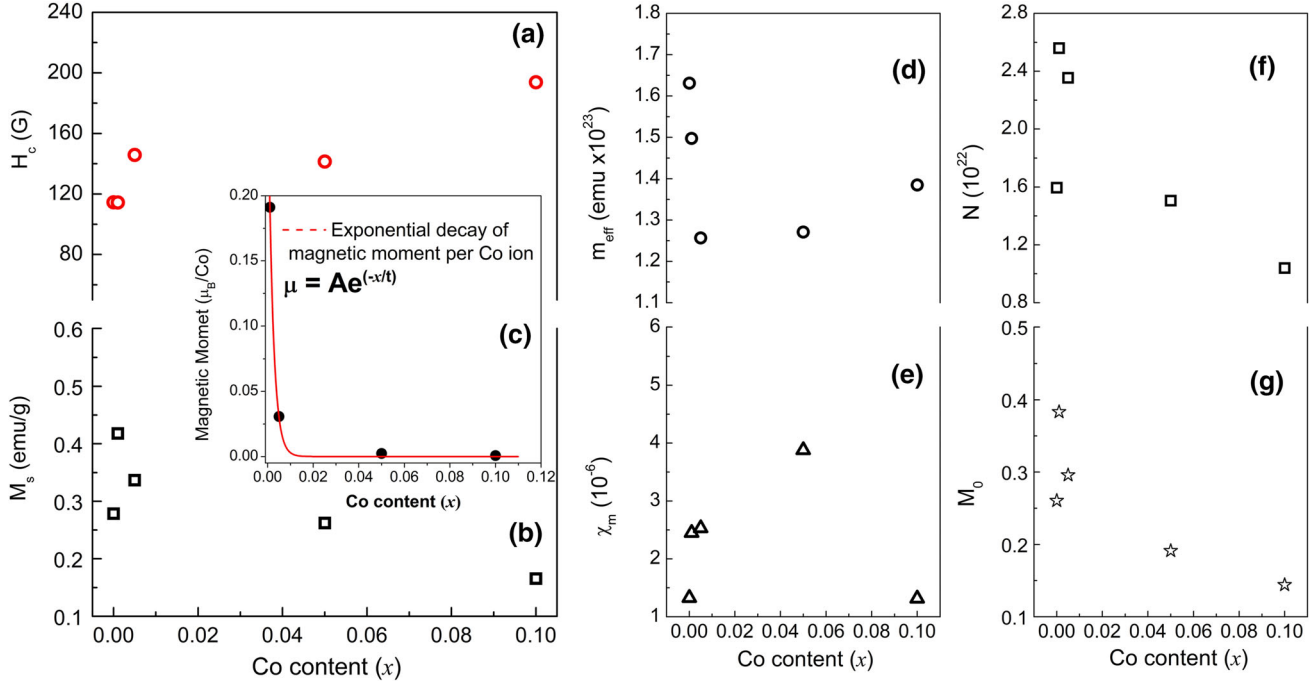 240
200
160
120
80
H_c (G)
(a)
0.6
0.5
0.4
0.3
0.2
0.1
M_s (emu/g)
(b)
0.00 0.02 0.04 0.06 0.08 0.10
Co content (x)
0.20
0.15
0.10
0.05
0.00
Magnetic Momet (μ_B/Co)
Exponential decay of
magnetic moment per Co ion
μ = Ae^(-x/t)
(c)
0.00 0.02 0.04 0.06 0.08 0.10 0.12
Co content (x)
1.8
1.7
1.6
1.5
1.4
1.3
1.2
1.1
m_eff (emu x10^23)
(d)
6
5
4
3
2
1
χ_m (10^-6)
(e)
0.00 0.02 0.04 0.06 0.08 0.10
Co content (x)
2.8
2.4
2.0
1.6
1.2
0.8
N (10^22)
(f)
0.5
0.4
0.3
0.2
0.1
M_0
(g)
0.00 0.02 0.04 0.06 0.08 0.10
Co content (x)